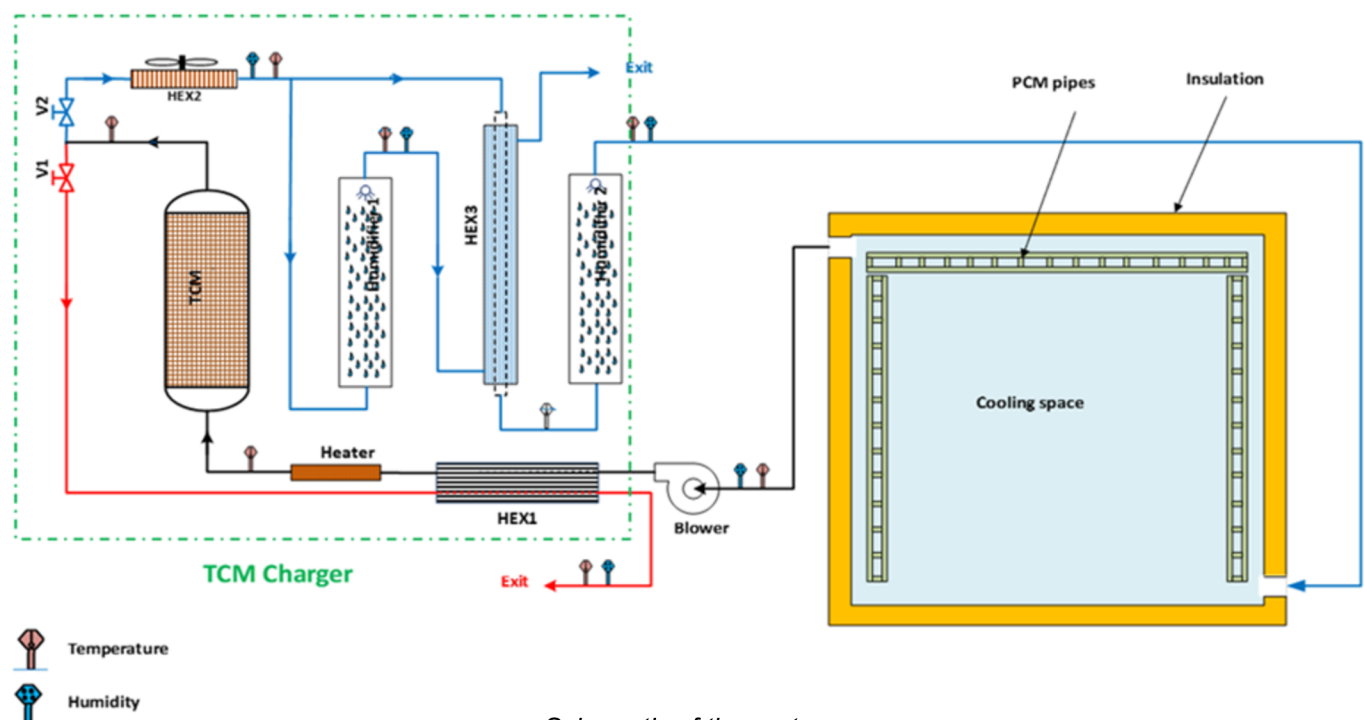 Exit
PCM pipes
Insulation
V2
HEX2
V1
HEX3
TCM
Cooling space
Heater
HEX1
Blower
TCM Charger
Exit
Temperature
Humidity